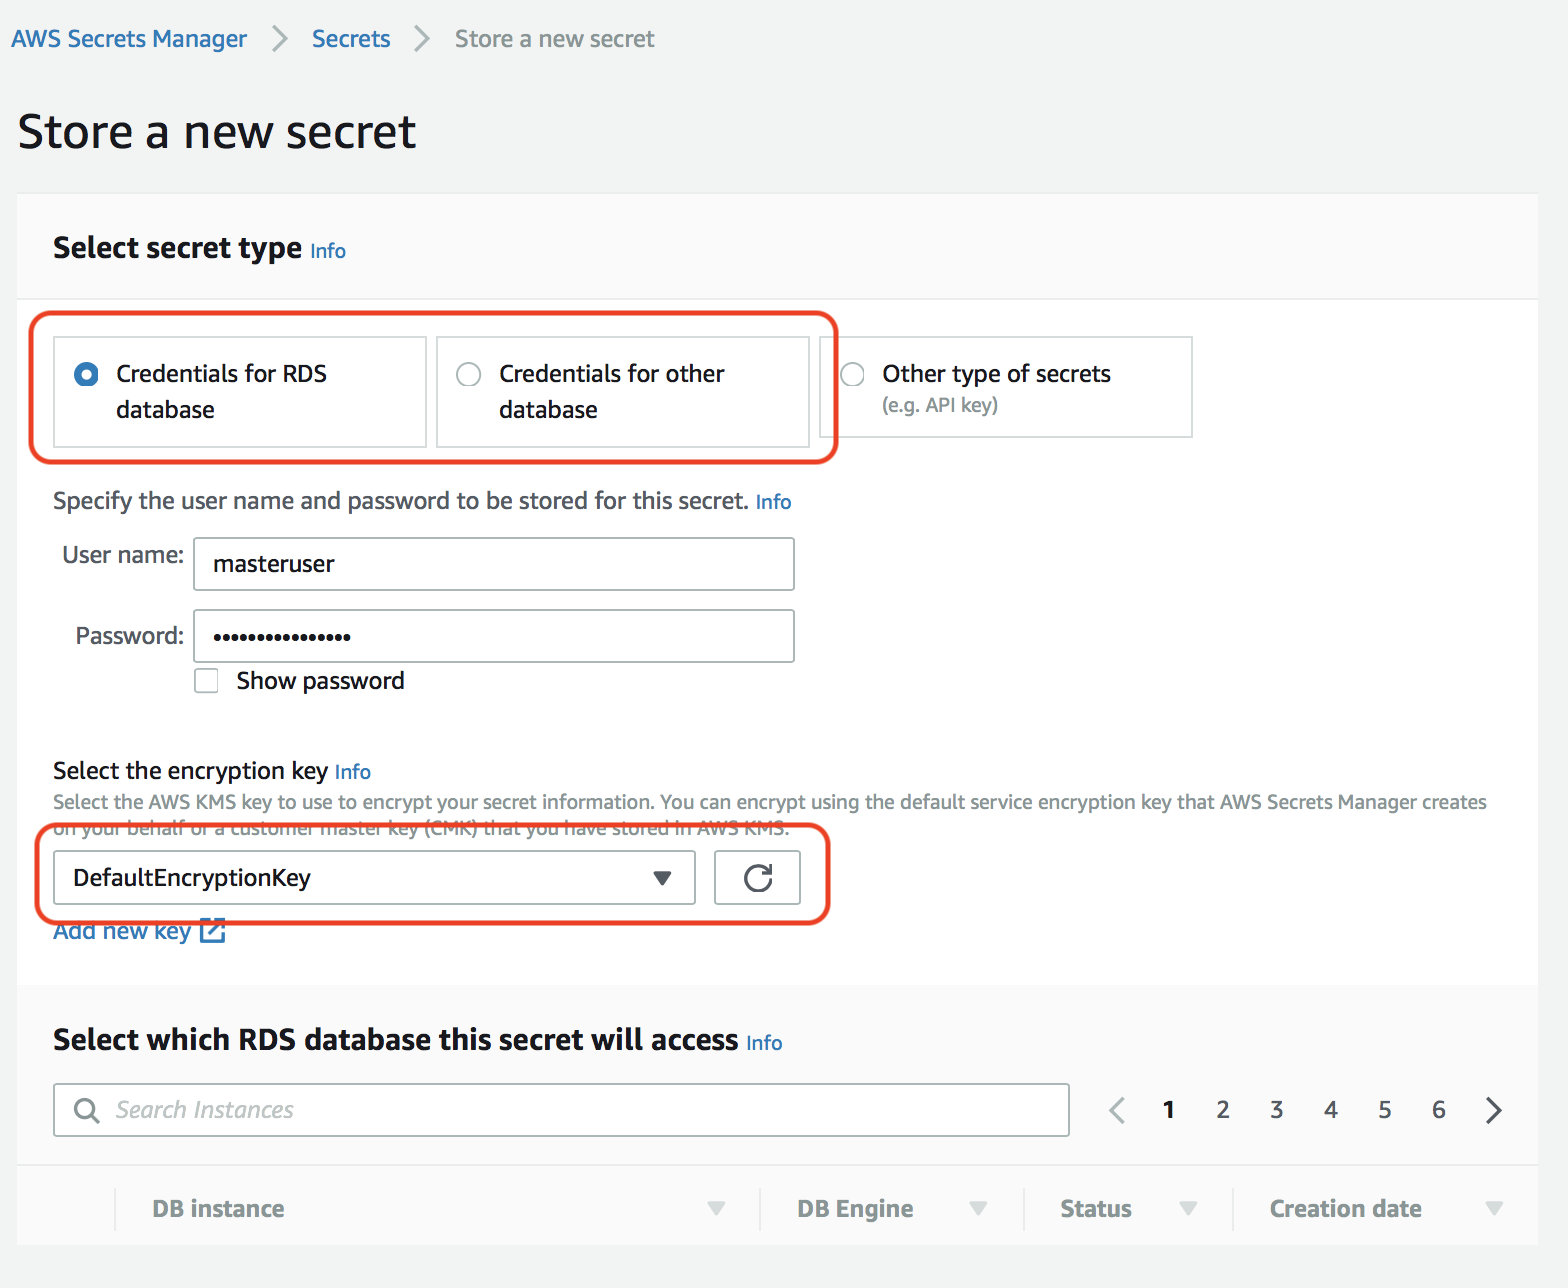 AWS Secrets Manager > Secrets > Store a new secret
Store a new secret
Select secret type Info
Credentials for RDS
database
Credentials for other
database
Other type of secrets
(e.g. API key)
Specify the user name and password to be stored for this secret. Info
User name: masteruser
Password: ••••••••••••••••
Show password
Select the encryption key Info
Select the AWS KMS key to use to encrypt your secret information. You can encrypt using the default service encryption key that AWS Secrets Manager creates
on your behalf or a customer master key (CMK) that you have stored in AWS KMS.
DefaultEncryptionKey
Add new key
Select which RDS database this secret will access Info
Search Instances
1 2 3 4 5 6
DB instance DB Engine Status Creation date